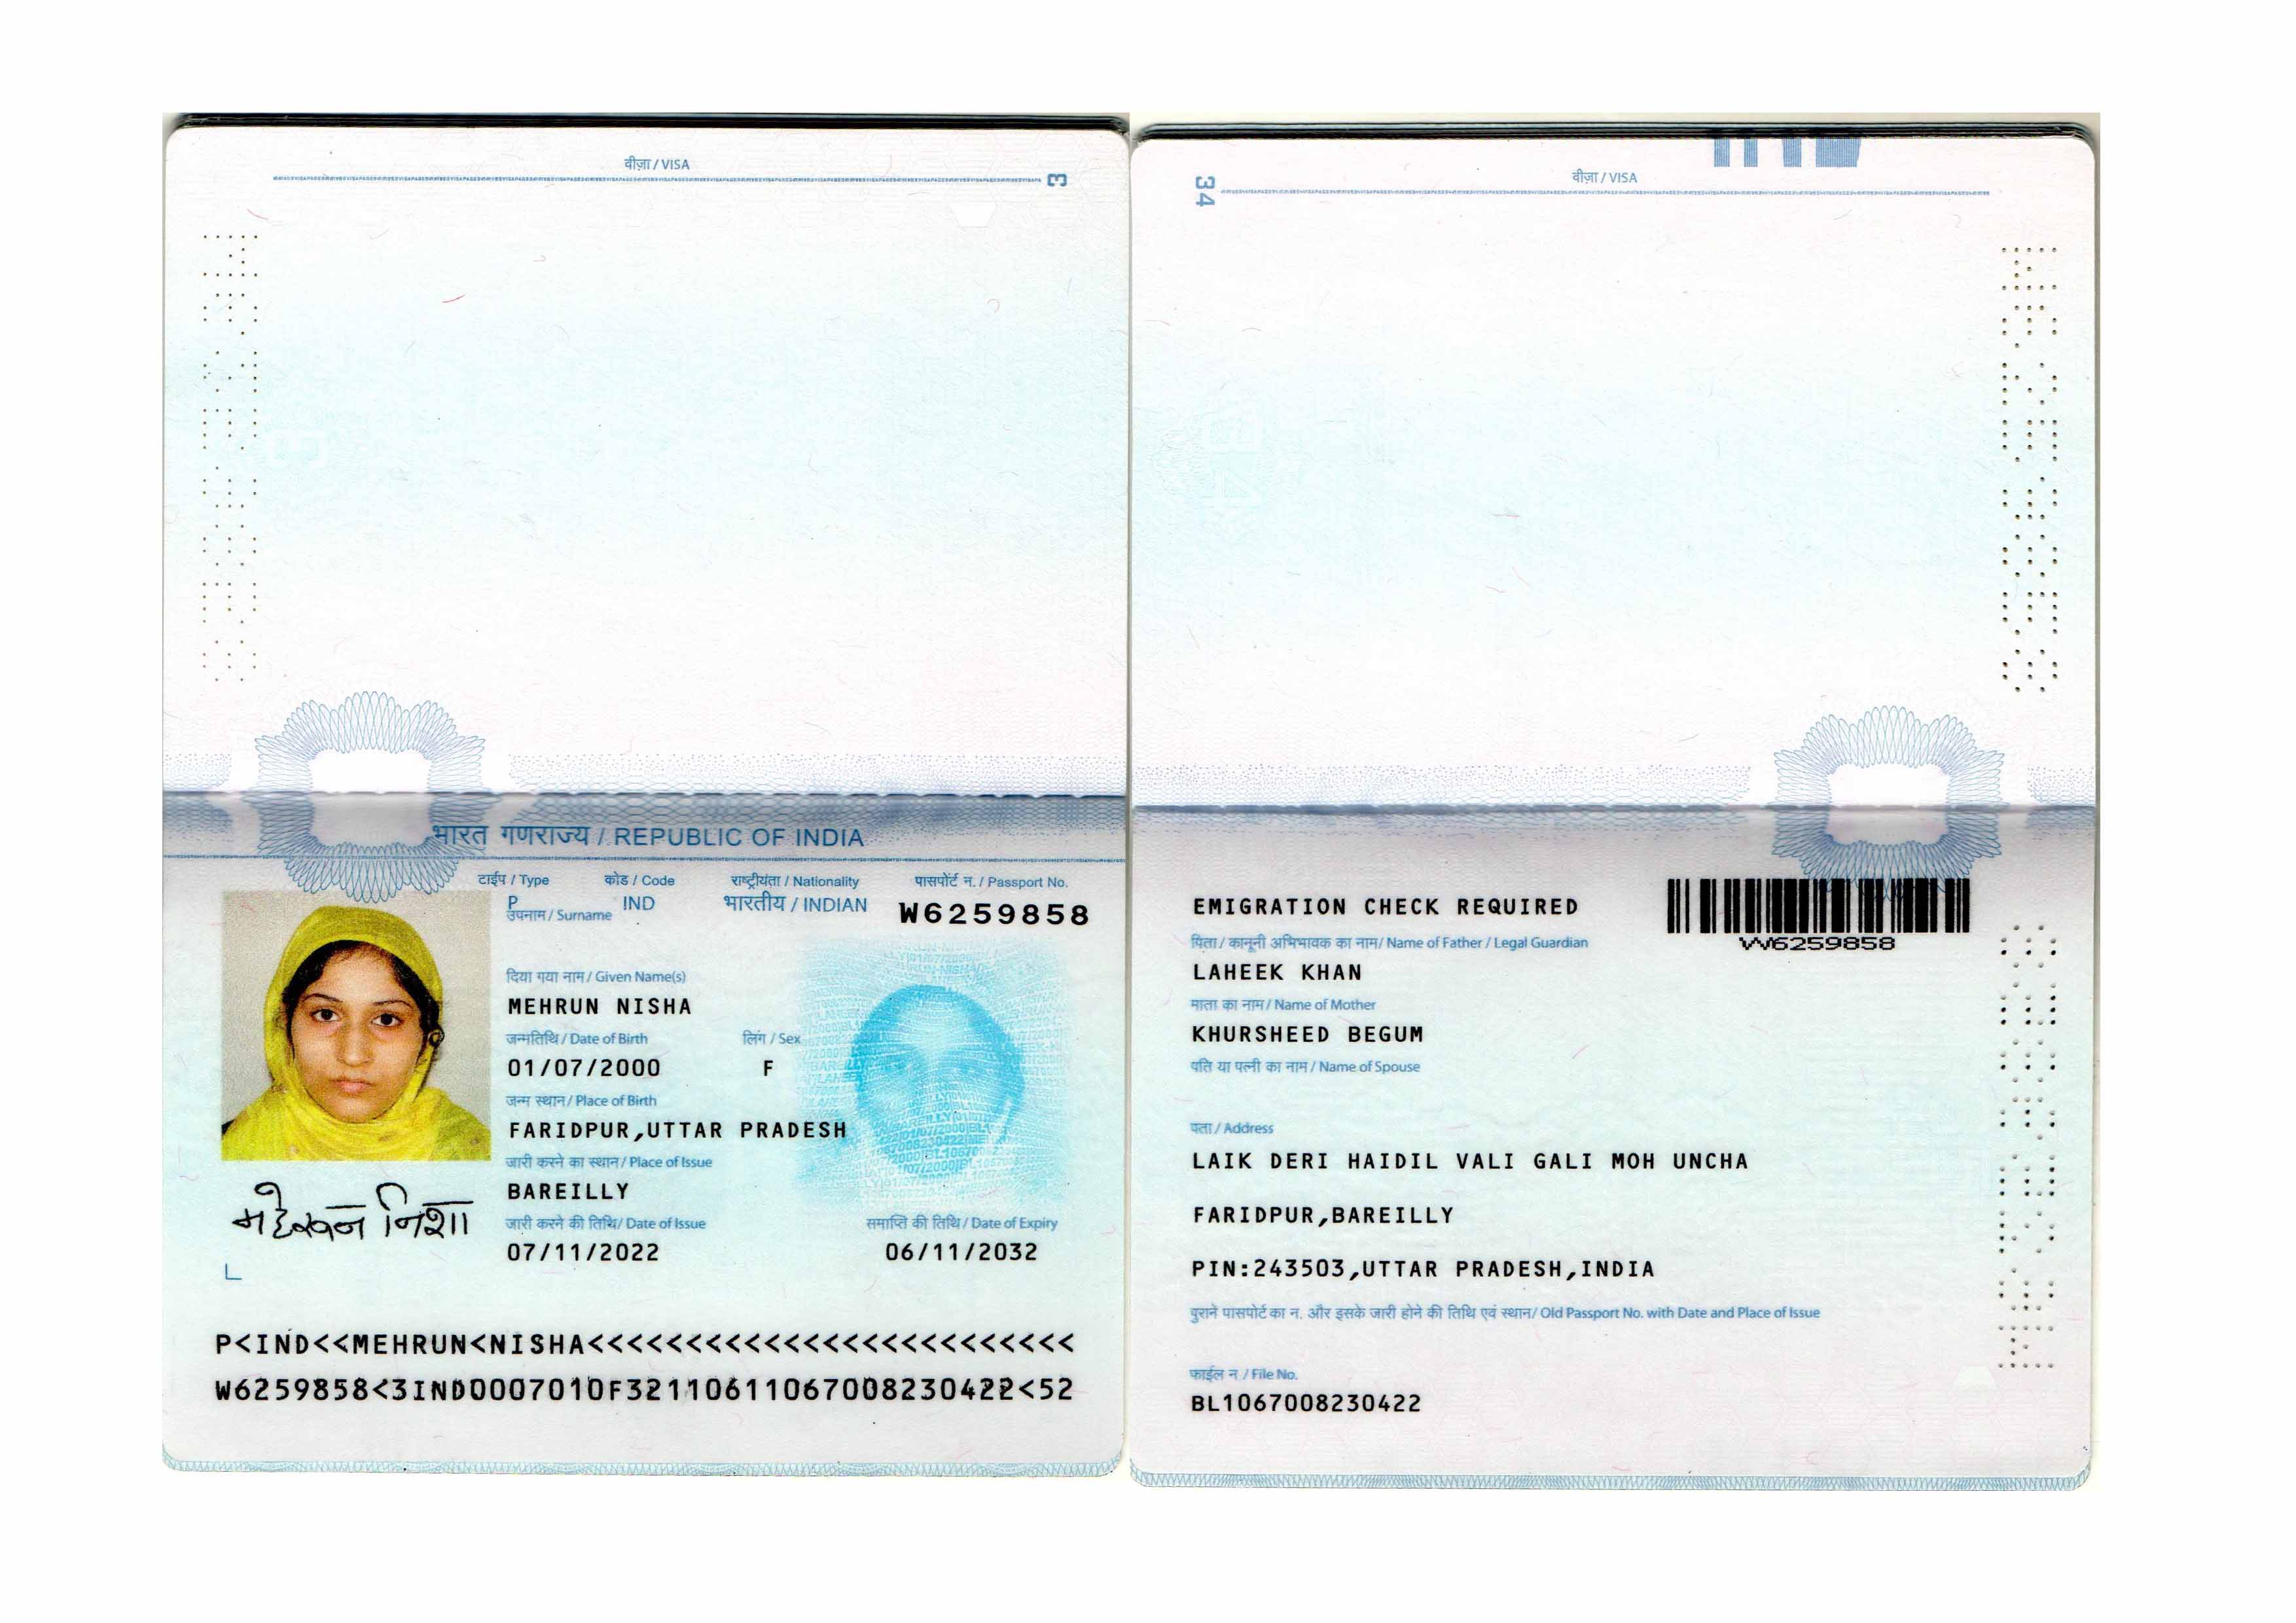 वीज़ा / VISA
3
भारत गणराज्य / REPUBLIC OF INDIA
टाईप / Type कोड / Code राष्ट्रीयता / Nationality पासपोर्ट न. / Passport No.
P IND भारतीय / INDIAN W6259858
उपनाम / Surname
दिया गया नाम / Given Name(s)
MEHRUN NISHA
जन्मतिथि / Date of Birth लिंग / Sex
01/07/2000 F
जन्म स्थान / Place of Birth
FARIDPUR,UTTAR PRADESH
जारी करने का स्थान / Place of Issue
BAREILLY
जारी करने की तिथि / Date of Issue समाप्ति की तिथि / Date of Expiry
07/11/2022 06/11/2032
निशा
P<IND<<MEHRUN<NISHA<<<<<<<<<<<<<<<<<<<<<<<<<
W6259858<3IND0007010F32110611067008230422<52
34
वीज़ा / VISA
EMIGRATION CHECK REQUIRED
W6259858
पिता / कानूनी अभिभावक का नाम / Name of Father / Legal Guardian
LAHEEK KHAN
माता का नाम / Name of Mother
KHURSHEED BEGUM
पति या पत्नी का नाम / Name of Spouse
पता / Address
LAIK DERI HAIDIL VALI GALI MOH UNCHA
FARIDPUR,BAREILLY
PIN:243503,UTTAR PRADESH,INDIA
पुराने पासपोर्ट का न. और इसके जारी होने की तिथि एवं स्थान / Old Passport No. with Date and Place of Issue
फाईल न / File No.
BL1067008230422